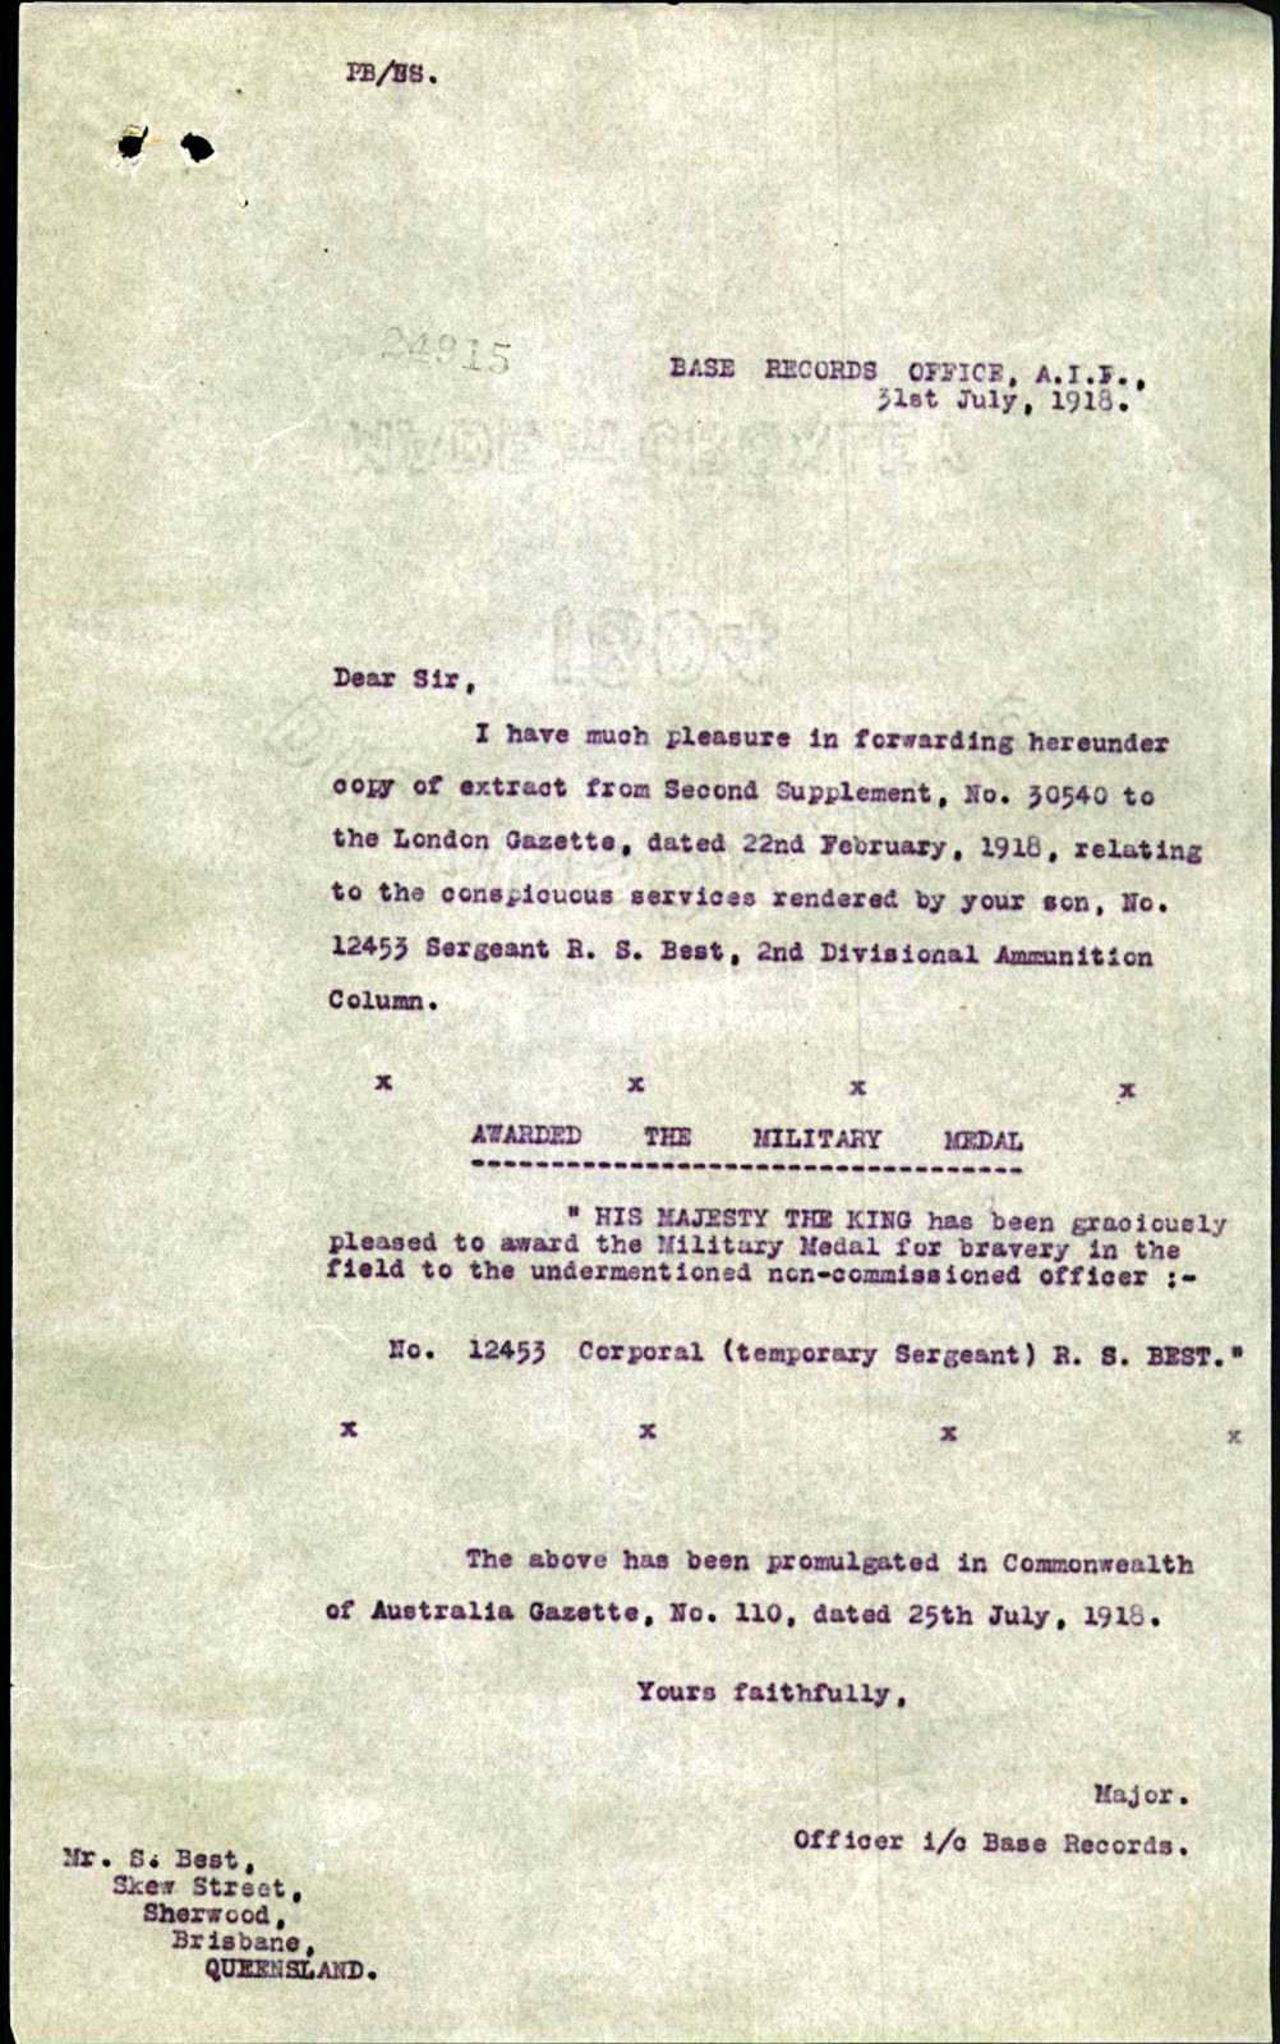 PB/ES.
24915
BASE RECORDS OFFICE, A.I.F.,
31st July, 1918.
Dear Sir,
I have much pleasure in forwarding hereunder
copy of extract from Second Supplement, No. 30540 to
the London Gazette, dated 22nd February, 1918, relating
to the conspicuous services rendered by your son, No.
12453 Sergeant R. S. Best, 2nd Divisional Ammunition
Column.
x x x x
AWARDED THE MILITARY MEDAL
-----------------------------------
" HIS MAJESTY THE KING has been graciously
pleased to award the Military Medal for bravery in the
field to the undermentioned non-commissioned officer :-
No. 12453 Corporal (temporary Sergeant) R. S. BEST."
x x x x
The above has been promulgated in Commonwealth
of Australia Gazette, No. 110, dated 25th July, 1918.
Yours faithfully,
Major.
Officer i/c Base Records.
Mr. S. Best,
Skew Street,
Sherwood,
Brisbane,
QUEENSLAND.